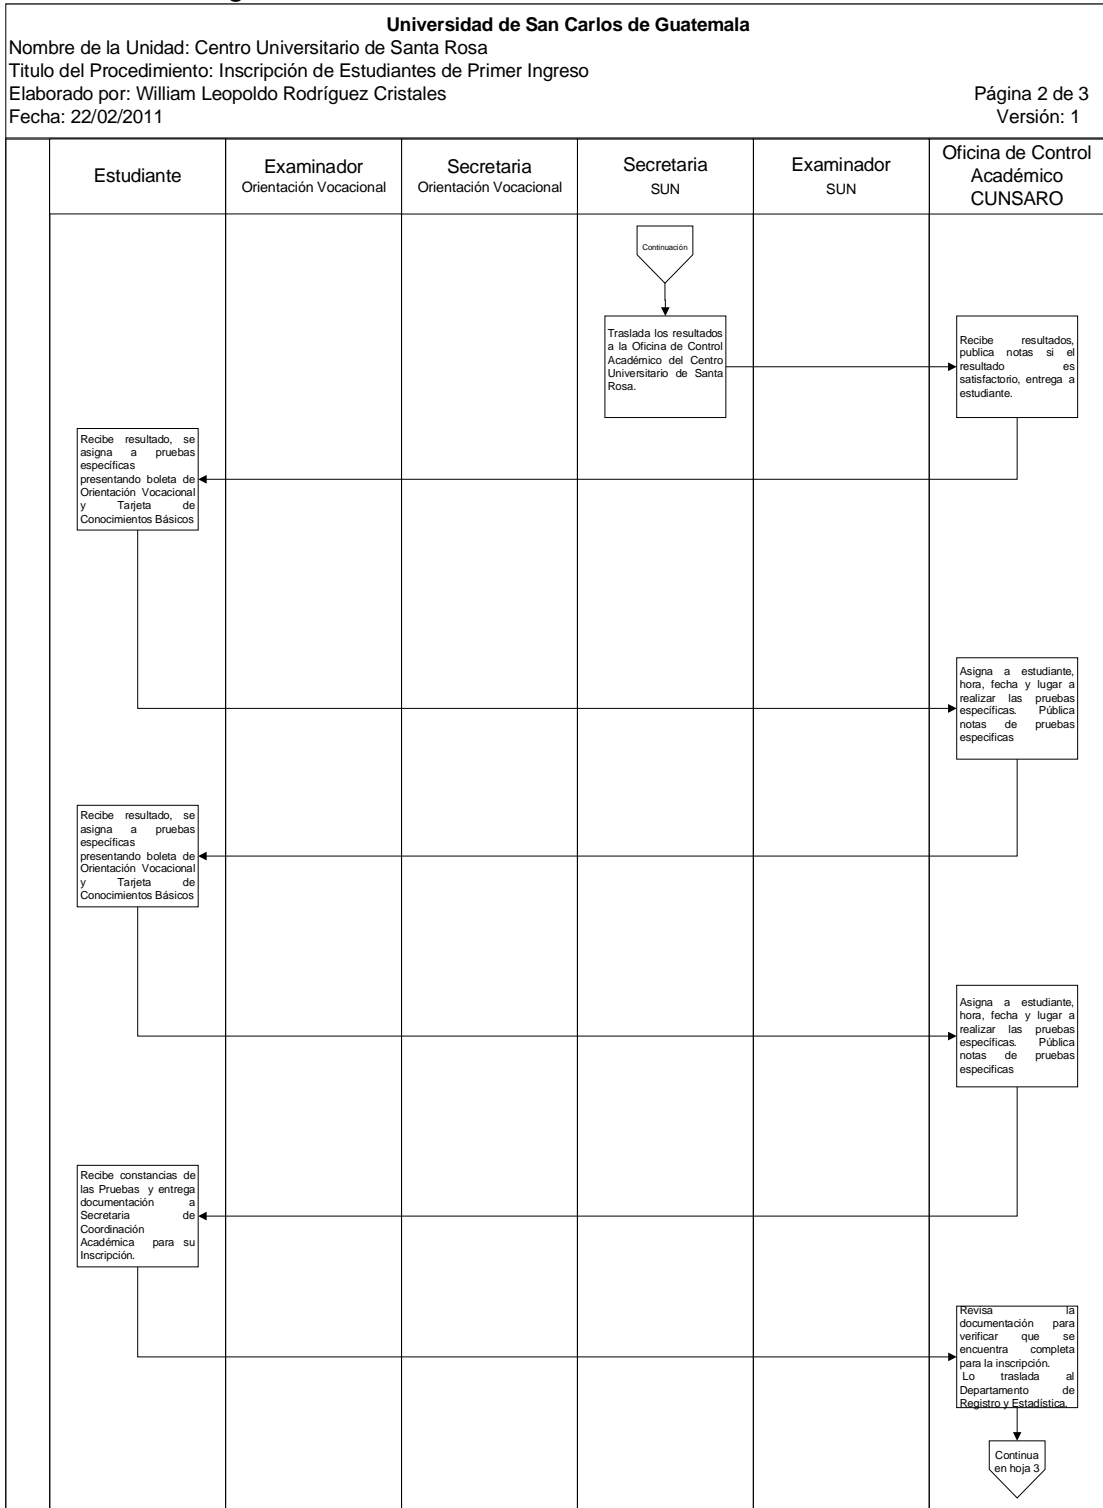 Universidad de San Carlos de Guatemala
Nombre de la Unidad: Centro Universitario de Santa Rosa
Titulo del Procedimiento: Inscripción de Estudiantes de Primer Ingreso
Elaborado por: William Leopoldo Rodríguez Cristales
Página 2 de 3
Fecha: 22/02/2011
Versión: 1
Estudiante
Examinador
Orientación Vocacional
Secretaria
Orientación Vocacional
Secretaria
SUN
Examinador
SUN
Oficina de Control
Académico
CUNSARO
Continuación
Traslada los resultados
a la Oficina de Control
Académico del Centro
Universitario de Santa
Rosa.
Recibe resultados,
publica notas si el
resultado es
satisfactorio, entrega a
estudiante.
Recibe resultado, se
asigna a pruebas
específicas
presentando boleta de
Orientación Vocacional
y Tarjeta de
Conocimientos Básicos
Asigna a estudiante,
hora, fecha y lugar a
realizar las pruebas
específicas. Pública
notas de pruebas
especificas
Recibe resultado, se
asigna a pruebas
específicas
presentando boleta de
Orientación Vocacional
y Tarjeta de
Conocimientos Básicos
Asigna a estudiante,
hora, fecha y lugar a
realizar las pruebas
específicas. Pública
notas de pruebas
especificas
Recibe constancias de
las Pruebas y entrega
documentación a
Secretaria de
Coordinación
Académica para su
Inscripción.
Revisa la
documentación para
verificar que se
encuentra completa
para la inscripción.
Lo traslada al
Departamento de
Registro y Estadística.
Continua
en hoja 3